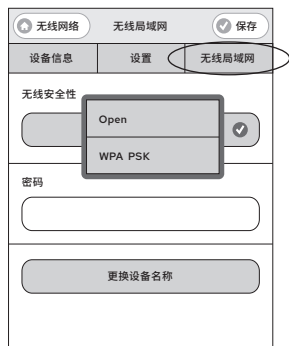 无线网络 无线局域网 保存
设备信息 设置 无线局域网
无线安全性
Open
WPA PSK
密码
更换设备名称